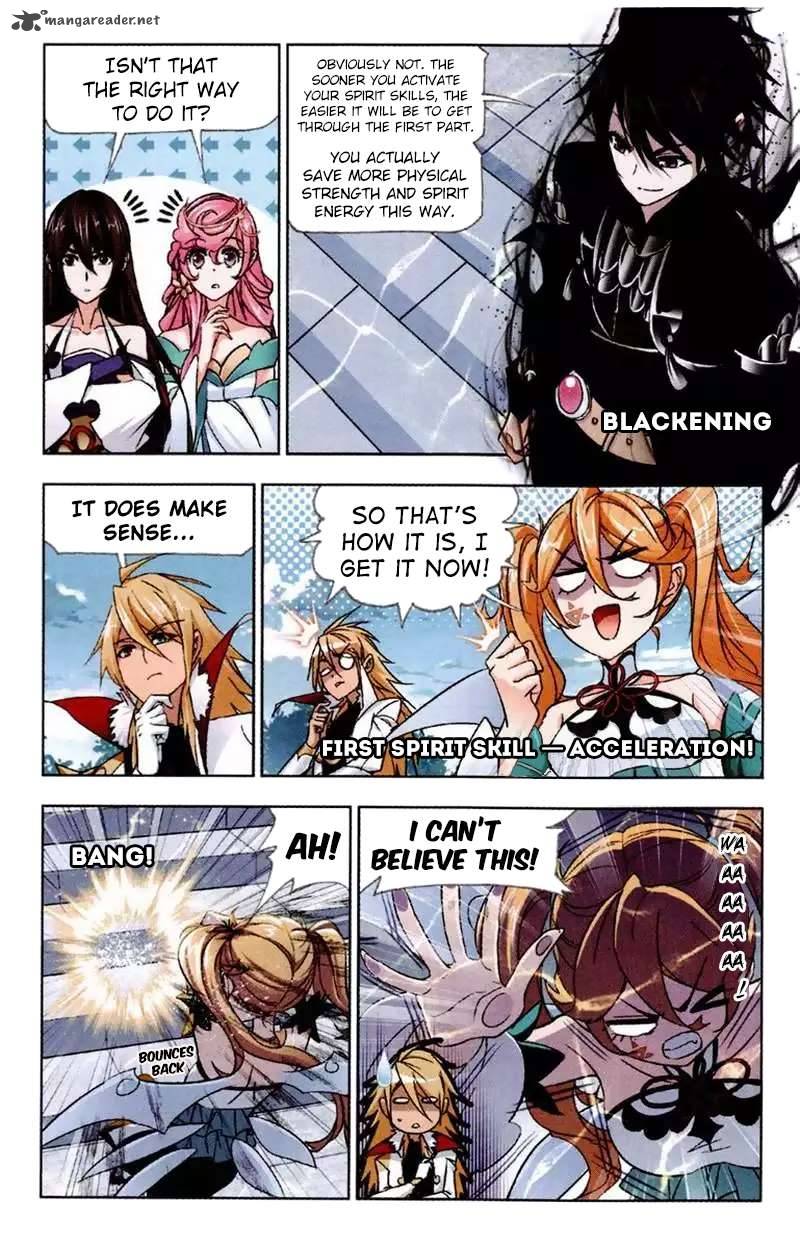 mangareader.net
ISN'T THAT
THE RIGHT WAY
TO DO IT?
OBVIOUSLY NOT. THE
SOONER YOU ACTIVATE
YOUR SPIRIT SKILLS, THE
EASIER IT WILL BE TO GET
THROUGH THE FIRST PART.
YOU ACTUALLY
SAVE MORE PHYSICAL
STRENGTH AND SPIRIT
ENERGY THIS WAY.
BLACKENING
IT DOES MAKE
SENSE...
SO THAT'S
HOW IT IS, I
GET IT NOW!
FIRST SPIRIT SKILL — ACCELERATION!
BANG!
AH!
BOUNCES
BACK
I CAN'T
BELIEVE THIS!
WA
AA
AA
AA
AA
!